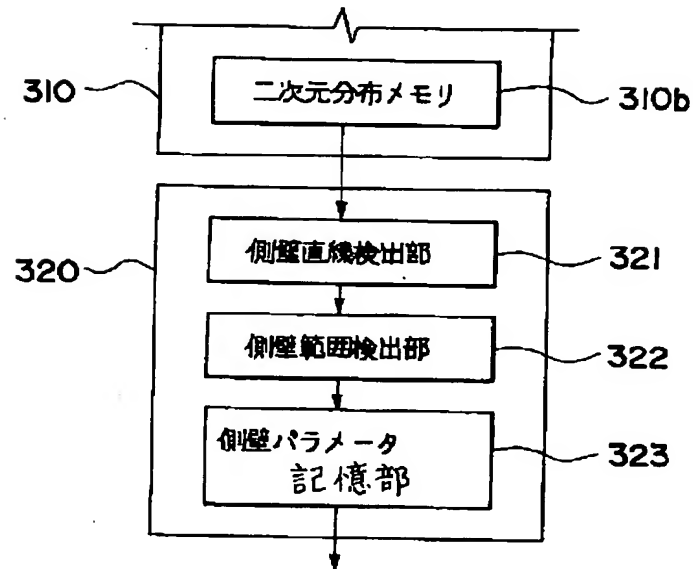 310
二次元分布メモリ
310b
320
側壁直線検出部
321
側壁範囲検出部
322
側壁パラメータ
記憶部
323